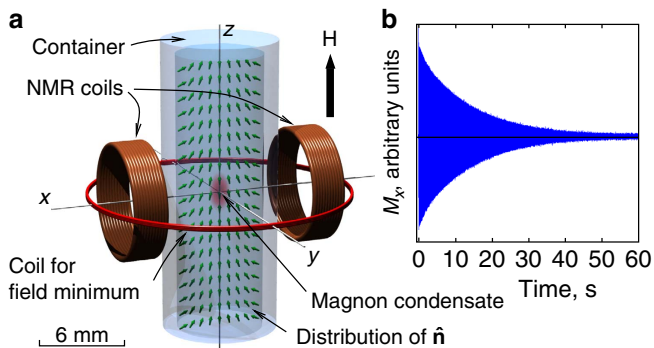 a
Container
z
H
NMR coils
x
y
Coil for
field minimum
Magnon condensate
6 mm
Distribution of n̂
b
Mx, arbitrary units
0 10 20 30 40 50 60
Time, s